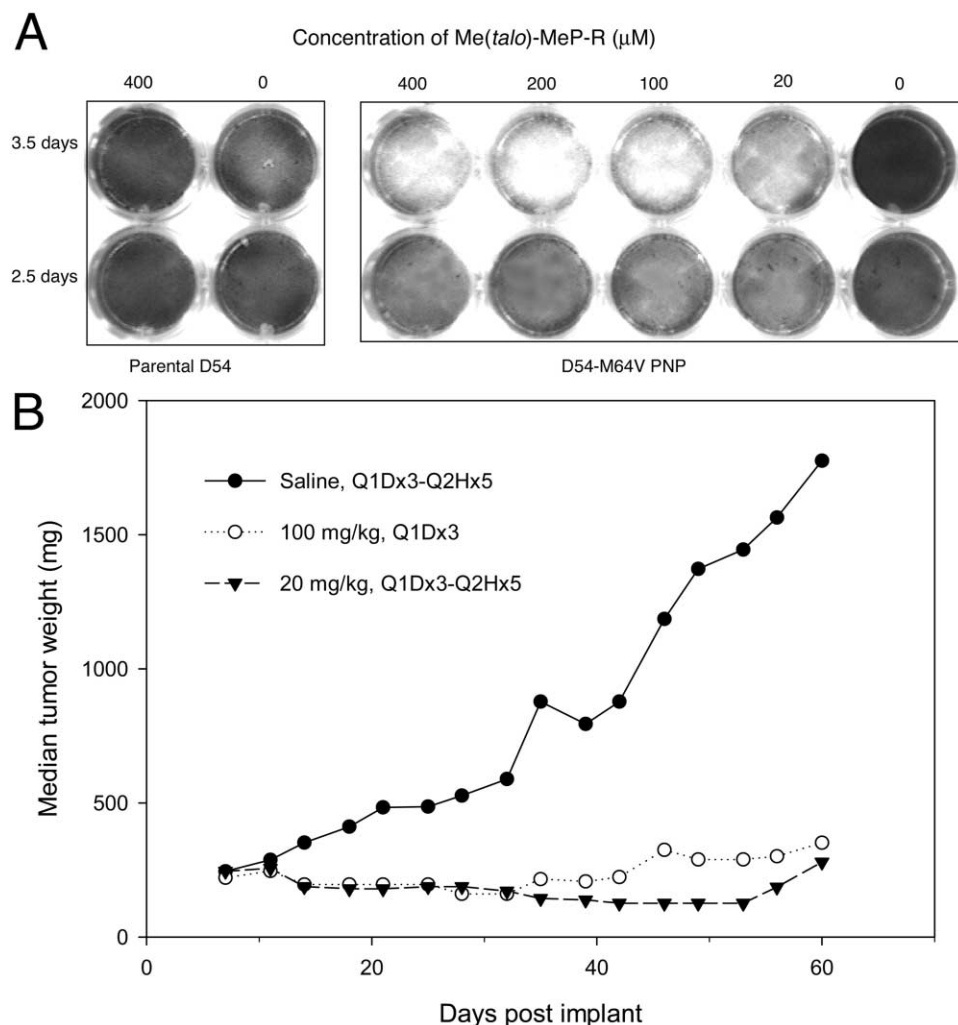 A
Concentration of Me(talo)-MeP-R (µM)
400 0 400 200 100 20 0
3.5 days
2.5 days
Parental D54 D54-M64V PNP
B
2000
1500
1000
500
0
Median tumor weight (mg)
Saline, Q1Dx3-Q2Hx5
100 mg/kg, Q1Dx3
20 mg/kg, Q1Dx3-Q2Hx5
0 20 40 60
Days post implant